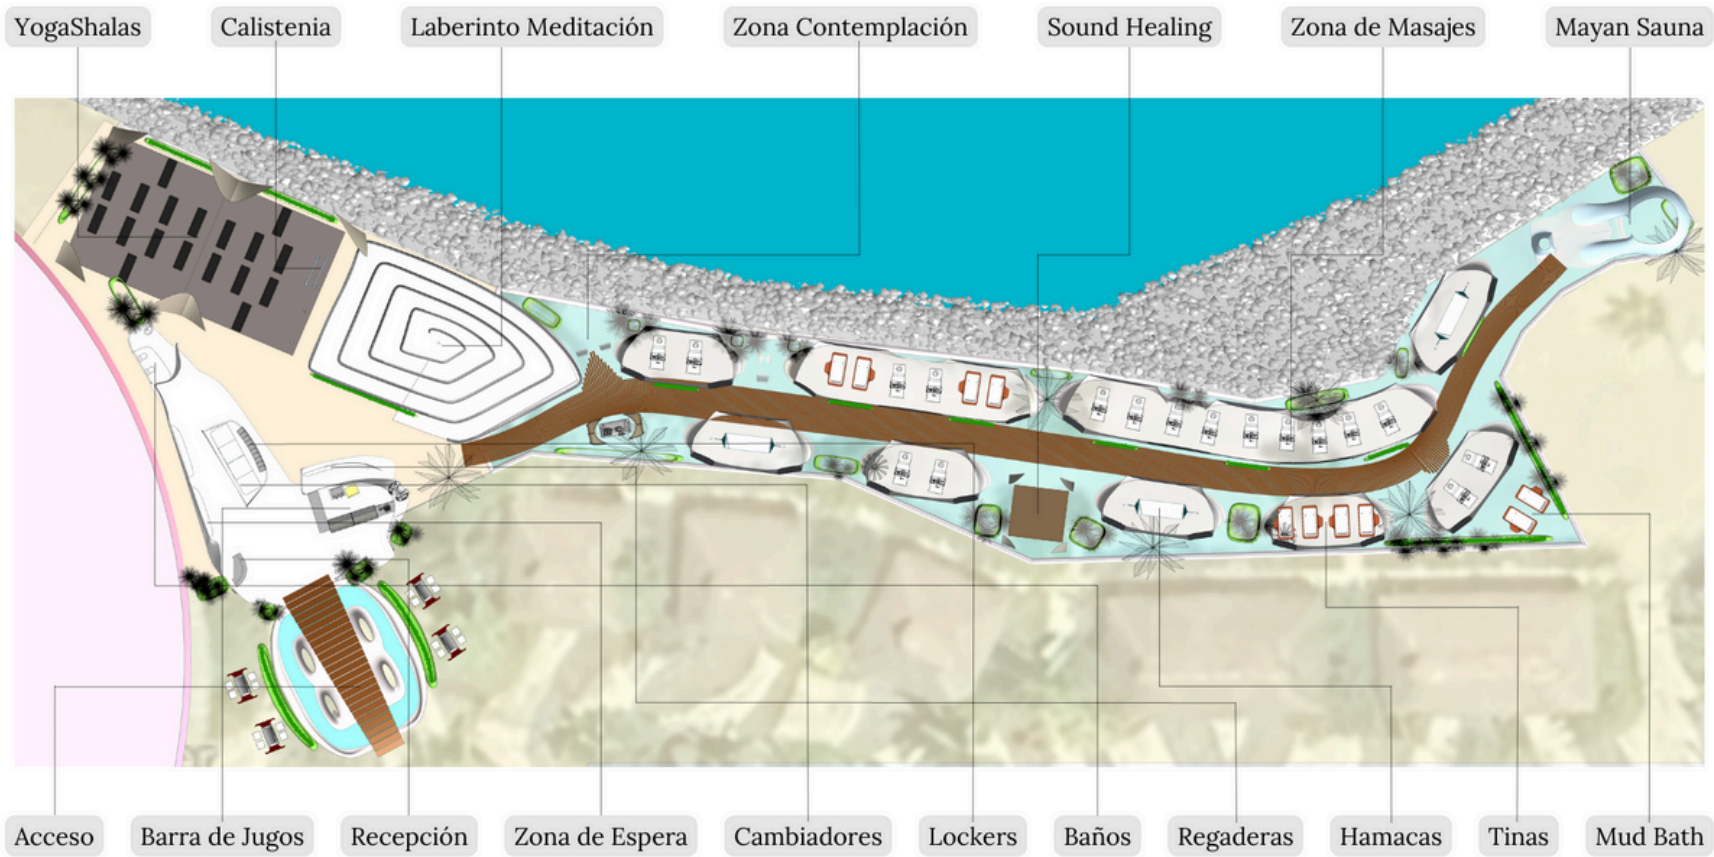 YogaShalas
Calistenia
Laberinto Meditación
Zona Contemplación
Sound Healing
Zona de Masajes
Mayan Sauna
Acceso
Barra de Jugos
Recepción
Zona de Espera
Cambiadores
Lockers
Baños
Regaderas
Hamacas
Tinas
Mud Bath